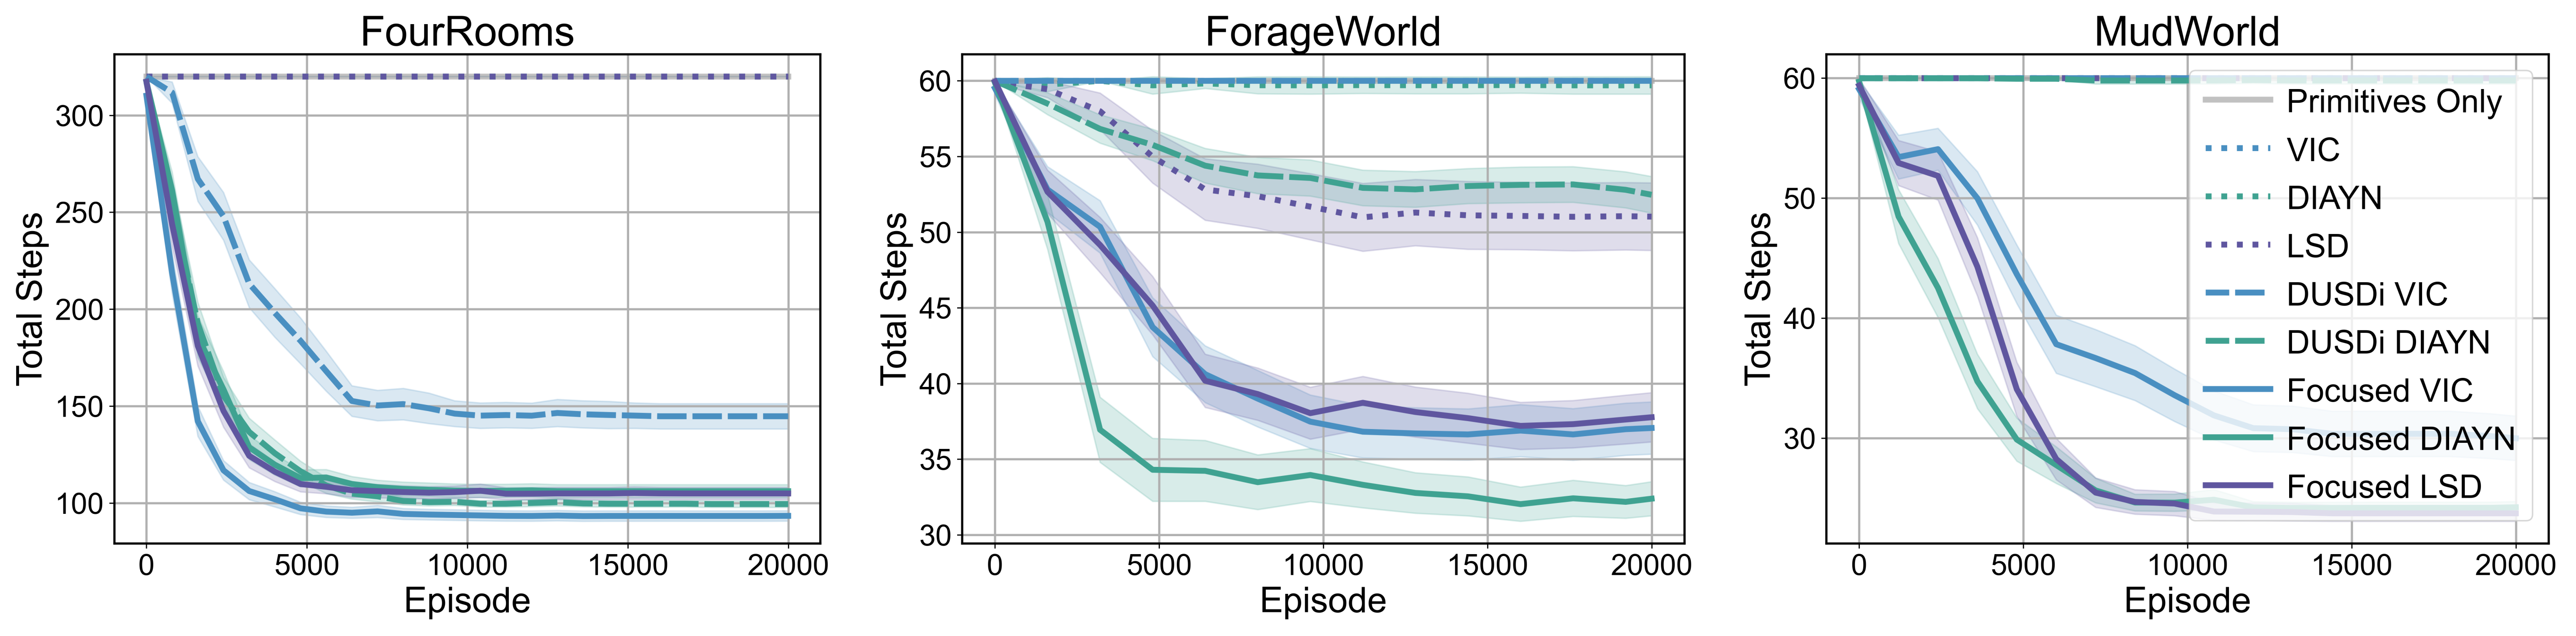 FourRooms
Total Steps
300
250
200
150
100
0 5000 10000 15000 20000
Episode
ForageWorld
Total Steps
60
55
50
45
40
35
30
0 5000 10000 15000 20000
Episode
MudWorld
Total Steps
60
50
40
30
0 5000 10000 15000 20000
Episode
Primitives Only
VIC
DIAYN
LSD
DUSDi VIC
DUSDi DIAYN
Focused VIC
Focused DIAYN
Focused LSD